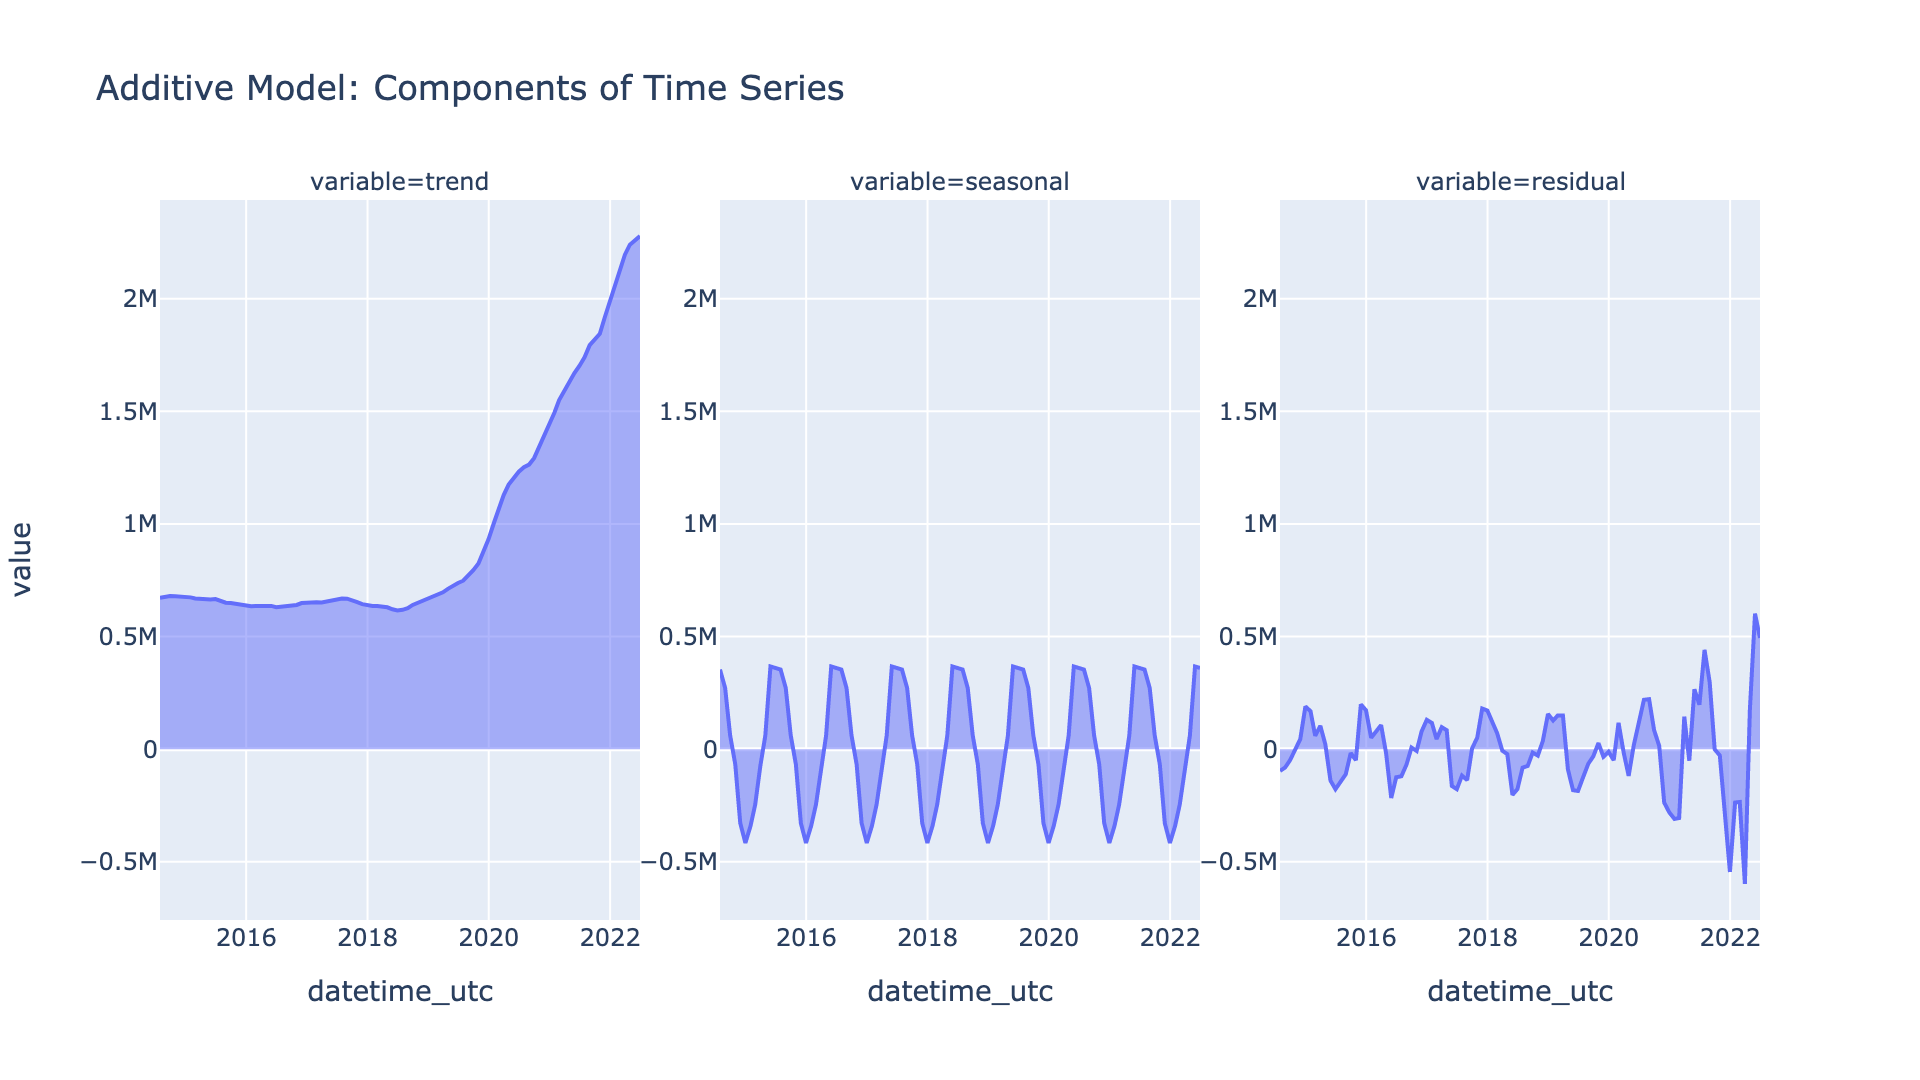 Additive Model: Components of Time Series
variable=trend
variable=seasonal
variable=residual
value
2M
1.5M
1M
0.5M
0
−0.5M
2M
1.5M
1M
0.5M
0
−0.5M
2M
1.5M
1M
0.5M
0
−0.5M
2016 2018 2020 2022
2016 2018 2020 2022
2016 2018 2020 2022
datetime_utc
datetime_utc
datetime_utc